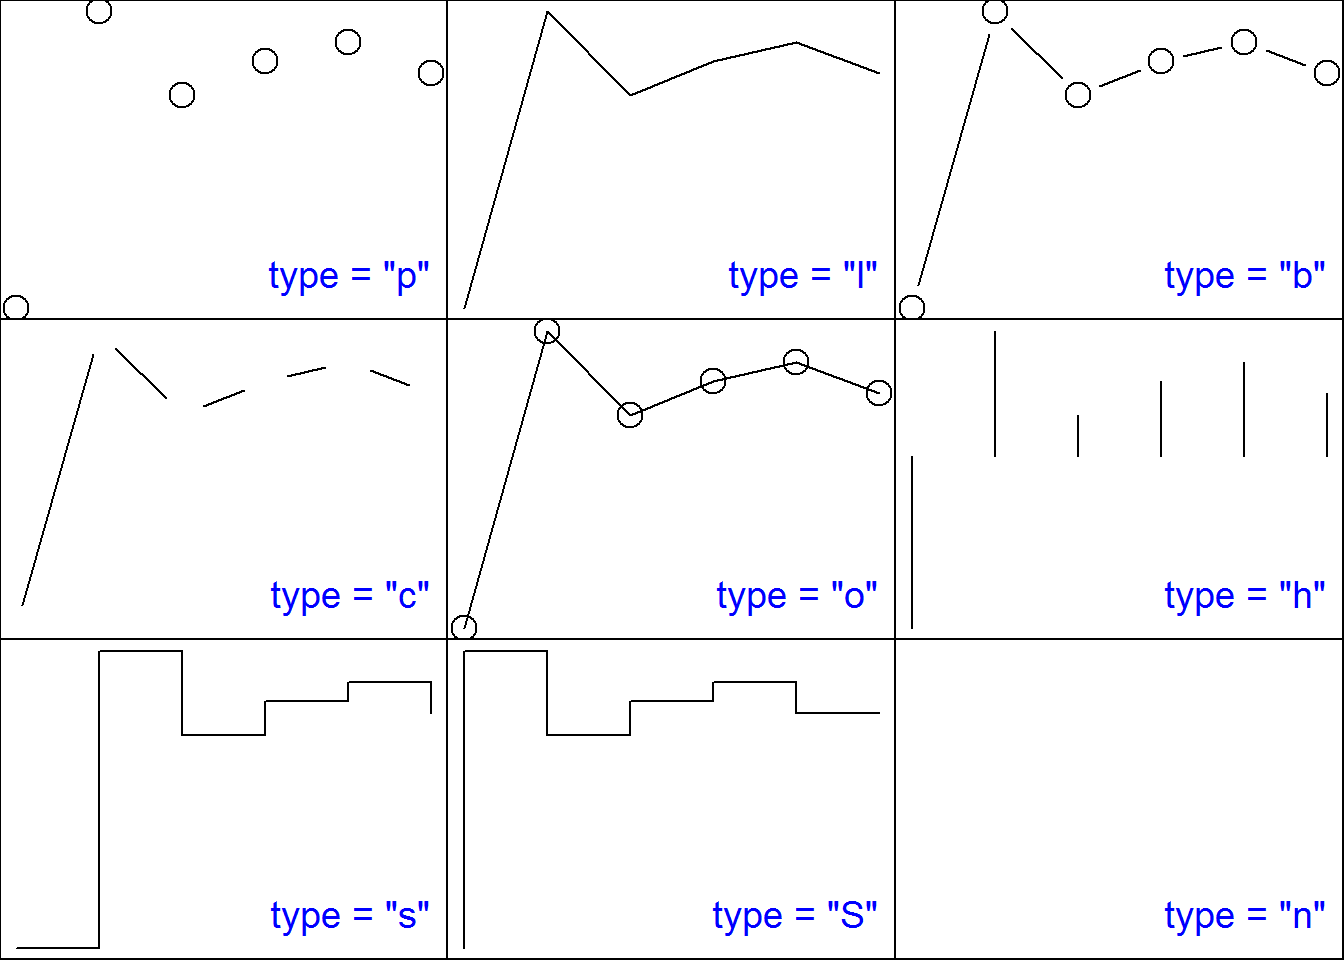 type = "p"
type = "l"
type = "b"
type = "c"
type = "o"
type = "h"
type = "s"
type = "S"
type = "n"